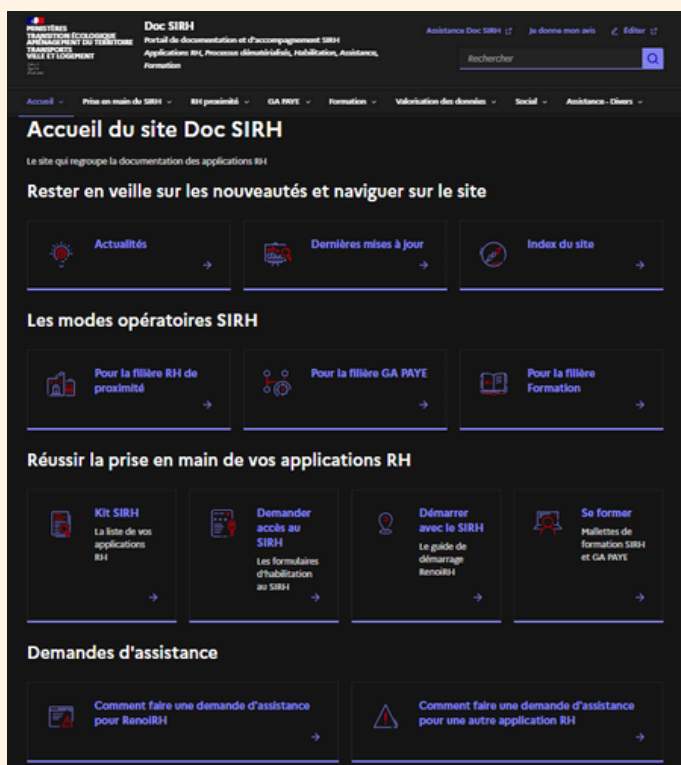 MINISTÈRES
TRANSITION ÉCOLOGIQUE
AMÉNAGEMENT DU TERRITOIRE
TRANSPORTS
VILLE ET LOGEMENT
Doc SIRH
Portail de documentation et d'accompagnement SIRH
Applications RH, Processus dématérialisés, Habilitation, Assistance,
Formation
Assistance Doc SIRH
Je donne mon avis
Éditer
Rechercher
Accueil
Prise en main du SIRH
RH proximité
GA PAYE
Formation
Valorisation des données
Social
Assistance - Divers
Accueil du site Doc SIRH
Le site qui regroupe la documentation des applications RH
Rester en veille sur les nouveautés et naviguer sur le site
Actualités
Dernières mises à jour
Index du site
Les modes opératoires SIRH
Pour la filière RH de
proximité
Pour la filière GA PAYE
Pour la filière
Formation
Réussir la prise en main de vos applications RH
Kit SIRH
La liste de vos
applications
RH
Demander
accès au
SIRH
Les formulaires
d'habilitation
au SIRH
Démarrer
avec le SIRH
Le guide de
démarrage
RenoiRH
Se former
Mallettes de
formation SIRH
et GA PAYE
Demandes d'assistance
Comment faire une demande d'assistance
pour RenoiRH
Comment faire une demande d'assistance
pour une autre application RH